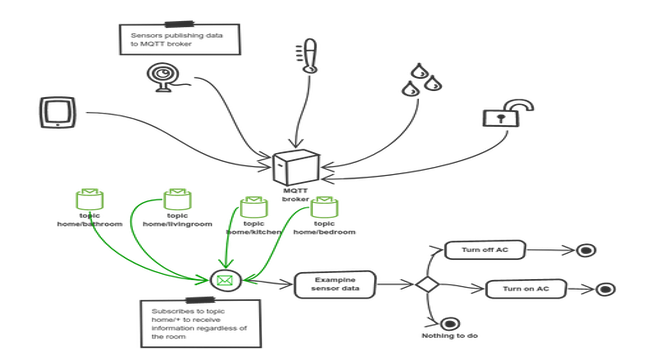 Sensors publishing data
to MQTT broker
MQTT
broker
topic
home/bathroom
topic
home/livingroom
topic
home/kitchen
topic
home/bedroom
Turn off AC
Exampine
sensor data
Turn on AC
Subscribes to topic
home/+ to receive
information regardless of
the room
Nothing to do